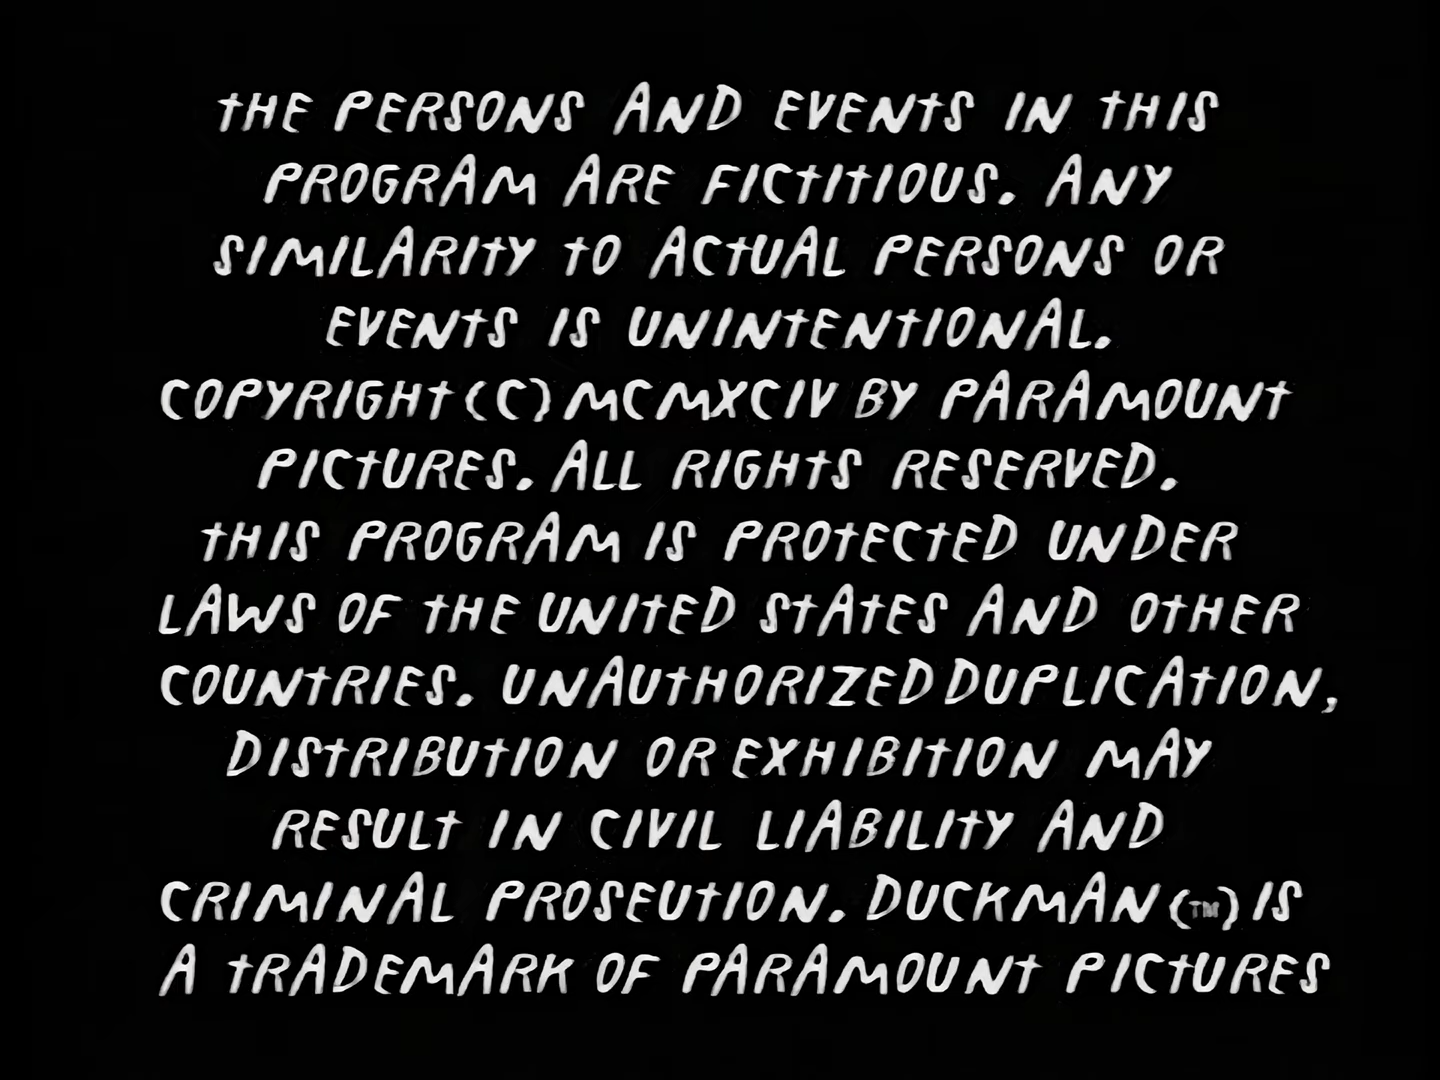 THE PERSONS AND EVENTS IN THIS
PROGRAM ARE FICTITIOUS. ANY
SIMILARITY TO ACTUAL PERSONS OR
EVENTS IS UNINTENTIONAL.
COPYRIGHT (C) MCMXCIV BY PARAMOUNT
PICTURES. ALL RIGHTS RESERVED.
THIS PROGRAM IS PROTECTED UNDER
LAWS OF THE UNITED STATES AND OTHER
COUNTRIES. UNAUTHORIZED DUPLICATION,
DISTRIBUTION OR EXHIBITION MAY
RESULT IN CIVIL LIABILITY AND
CRIMINAL PROSEUTION. DUCKMAN (TM) IS
A TRADEMARK OF PARAMOUNT PICTURES